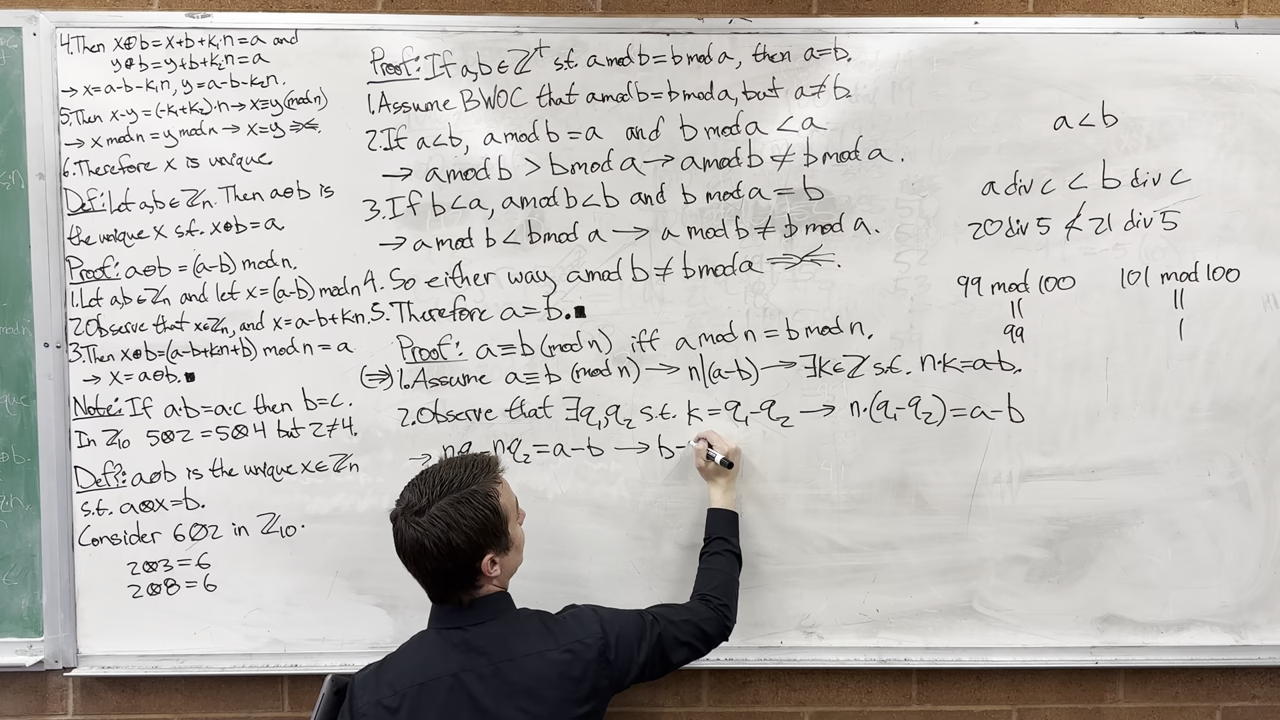 4.Then x⊕b=x+b+k₁·n=a and
y⊕b=y+b+k₂n=a
→ x=a-b-k₁n, y=a-b-k₂n.
5.Then x-y=(-k₁+k₂)·n→x≡y(mod n)
→ x mod n = y mod n → x=y ⇒⇐.
6.Therefore x is unique.
Def: Let a,b∈ℤn. Then a⊖b is
the unique x s.t. x⊕b=a.
Proof: a⊖b = (a-b) mod n.
1.Let a,b∈ℤn and let x=(a-b) mod n
2.Observe that x∈ℤn, and x=a-b+kn.
3.Then x⊕b=(a-b+kn+b) mod n = a
→ x=a⊖b.■
Note: If a·b=a·c then b=c.
In ℤ10 5⊗2=5⊗4 but 2≠4.
Def?: a⊘b is the unique x∈ℤn
s.t. a⊗x=b.
Consider 6⊘2 in ℤ10.
2⊗3=6
2⊗8=6
Proof: If a,b∈ℤ⁺ s.t. a mod b = b mod a, then a=b.
1.Assume BWOC that a mod b = b mod a, but a≠b.
2.If a<b, a mod b = a and b mod a < a
→ a mod b > b mod a → a mod b ≠ b mod a.
3.If b<a, a mod b < b and b mod a = b
→ a mod b < b mod a → a mod b ≠ b mod a.
4. So either way a mod b ≠ b mod a ⇒⇐.
5. Therefore a=b.■
Proof: a≡b (mod n) iff a mod n = b mod n.
(⇒) 1.Assume a≡b (mod n) → n|(a-b) → ∃k∈ℤ s.t. n·k=a-b.
2.Observe that ∃q₁,q₂ s.t. k=q₁-q₂ → n·(q₁-q₂)=a-b
→ nq₁-nq₂=a-b → b-
a<b
a div c < b div c
20 div 5 ≮ 21 div 5
99 mod 100 101 mod 100
|| ||
99 1